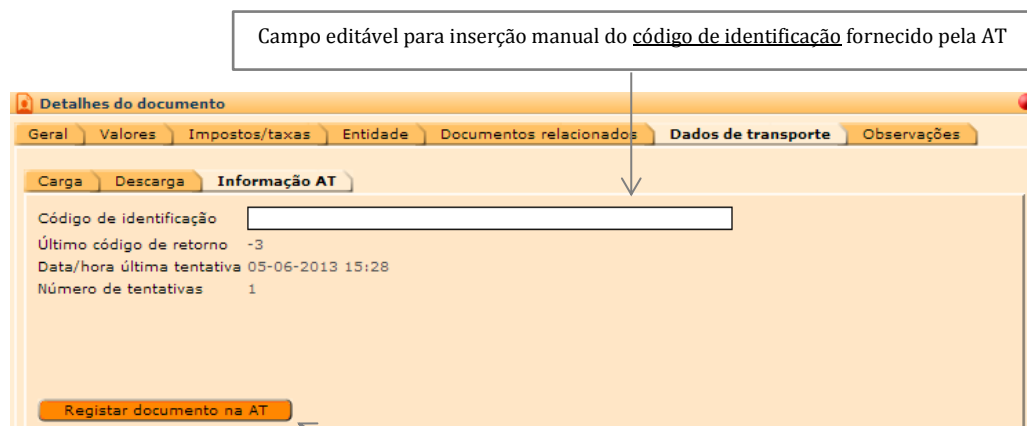 Campo editável para inserção manual do código de identificação fornecido pela AT
Detalhes do documento
Geral Valores Impostos/taxas Entidade Documentos relacionados Dados de transporte Observações
Carga Descarga Informação AT
Código de identificação
Último código de retorno -3
Data/hora última tentativa 05-06-2013 15:28
Número de tentativas 1
Registar documento na AT